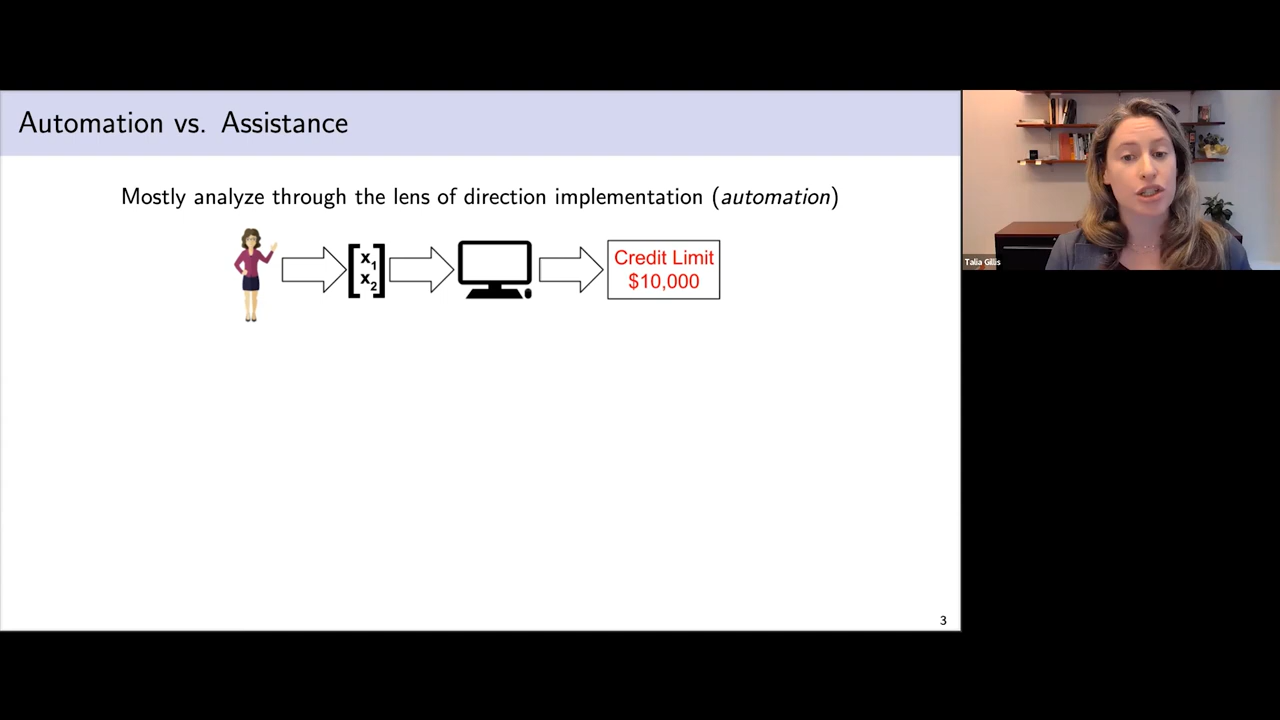 Automation vs. Assistance
Mostly analyze through the lens of direction implementation (automation)
x1
x2
Credit Limit
$10,000
3
Talia Gillis